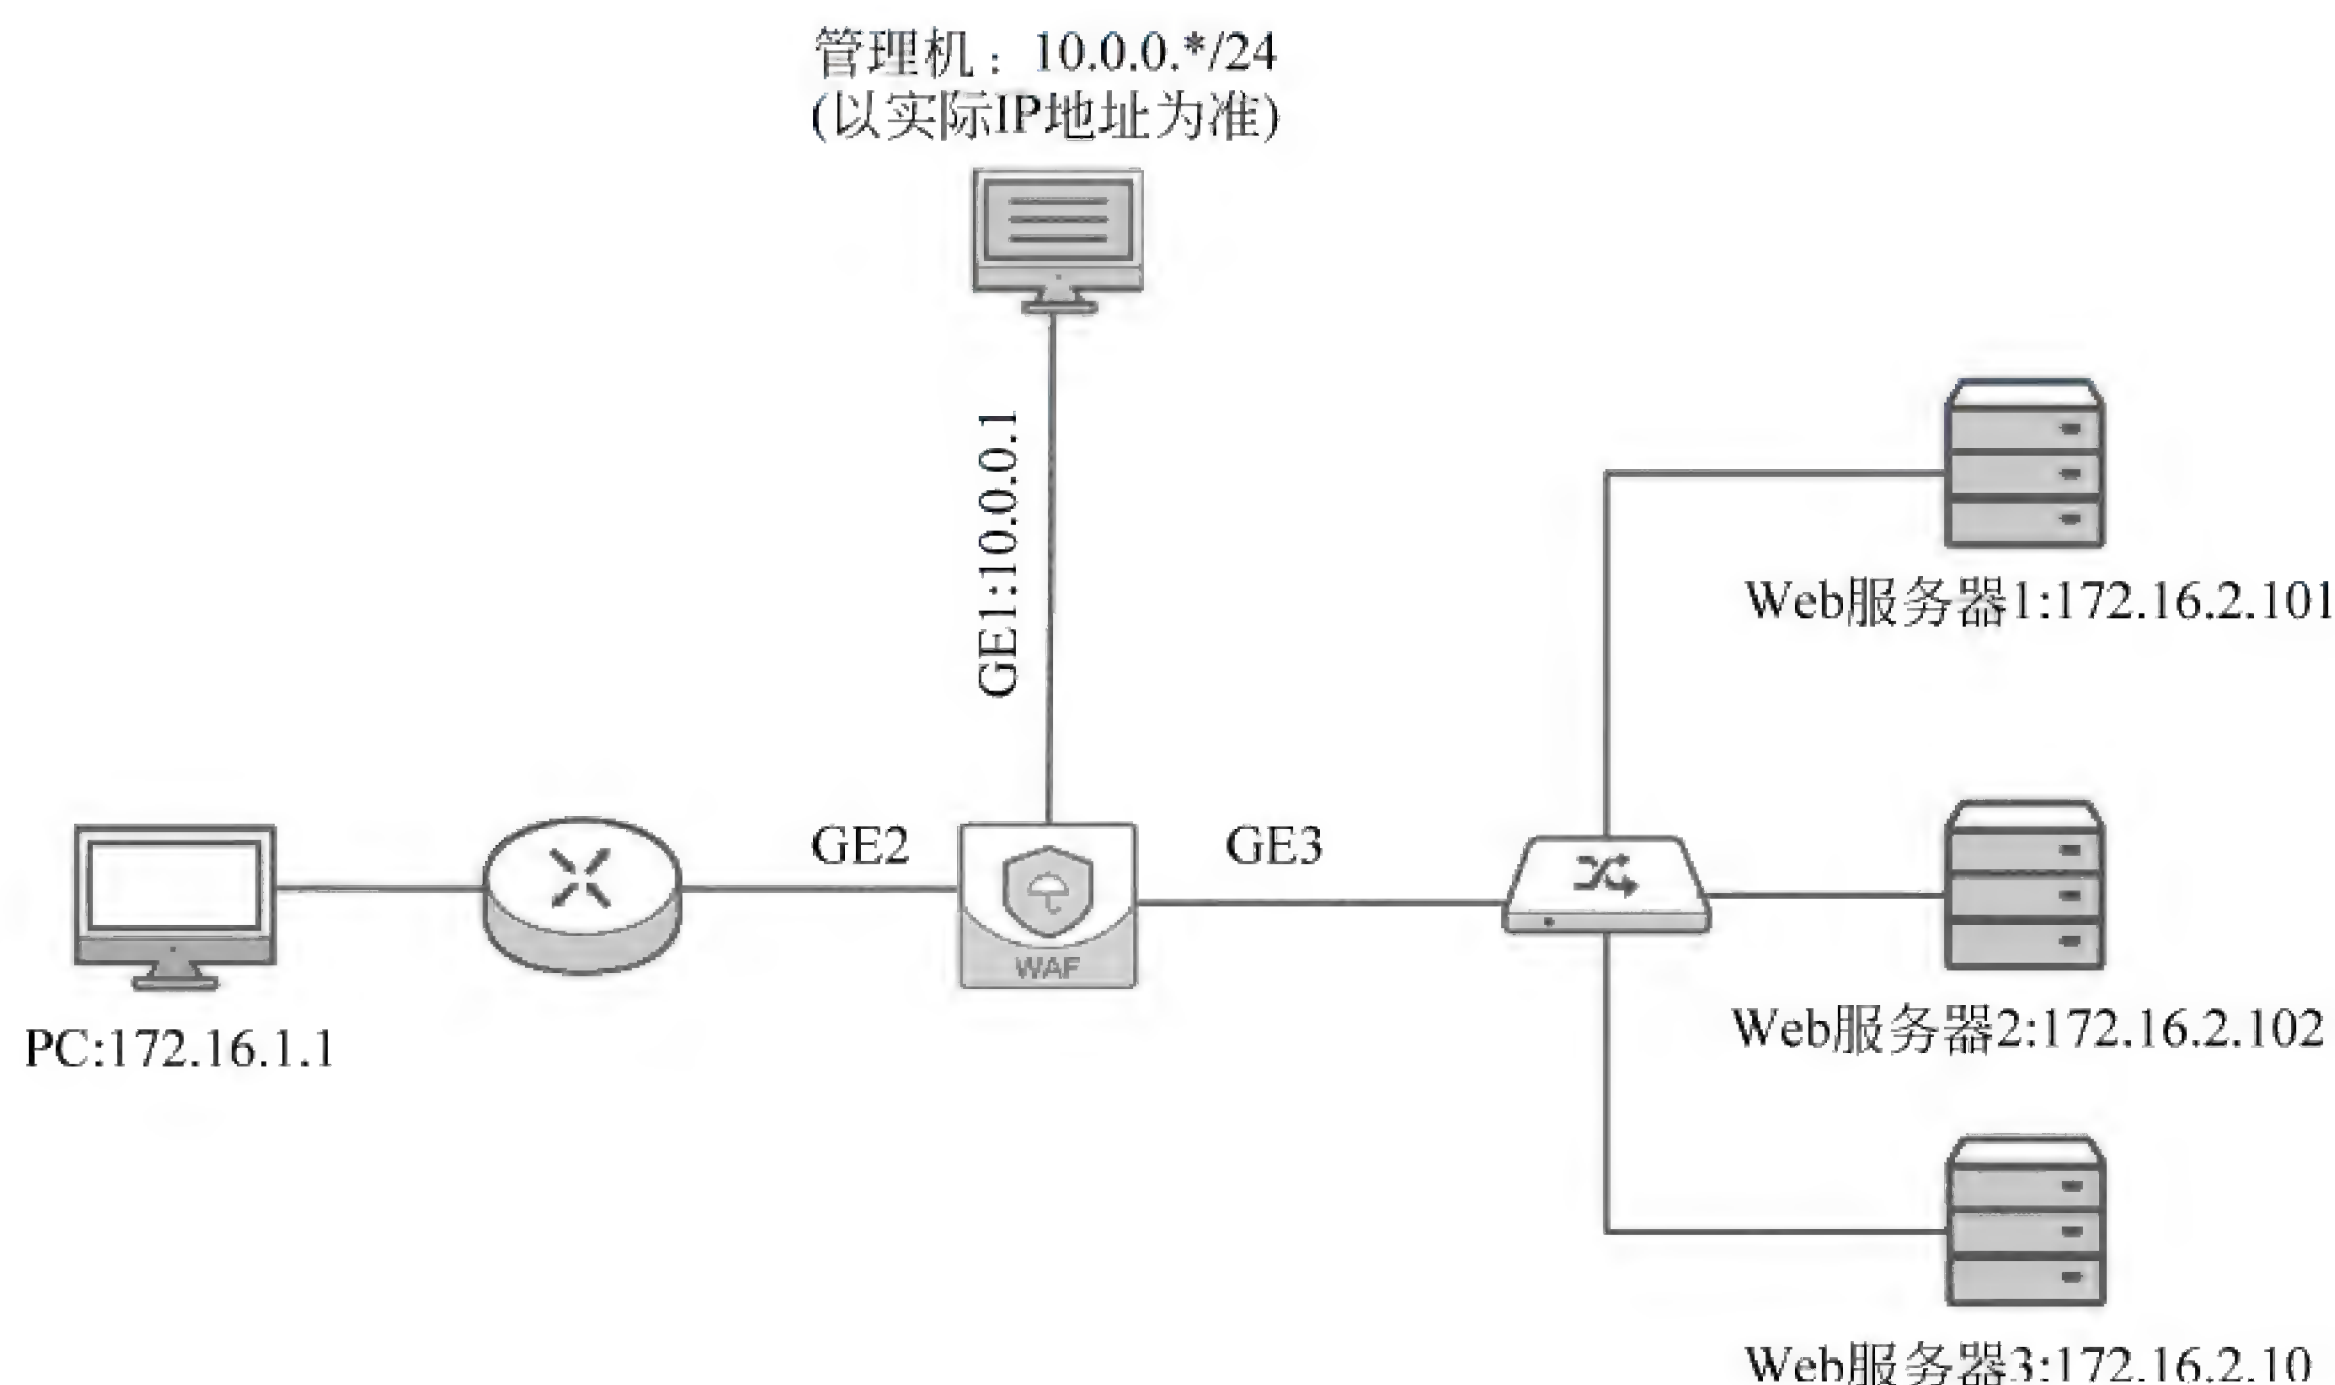 管理机：10.0.0.*/24
(以实际IP地址为准)
GE1:10.0.0.1
Web服务器1:172.16.2.101
GE2
GE3
WAF
PC:172.16.1.1
Web服务器2:172.16.2.102
Web服务器3:172.16.2.10